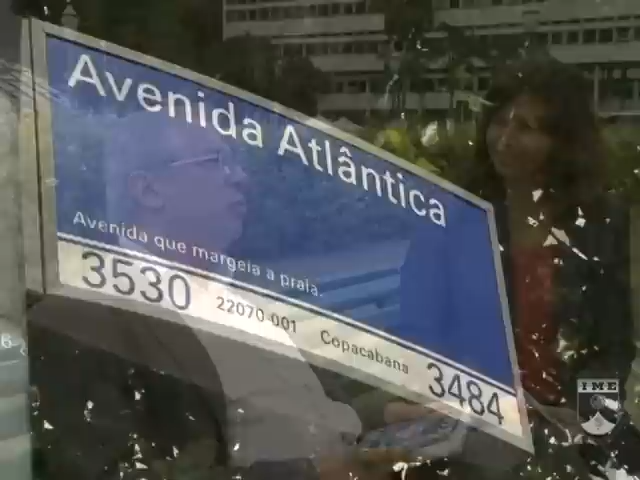 Avenida Atlântica
Avenida que margeia a praia.
3530 22070-001 Copacabana 3484
IME